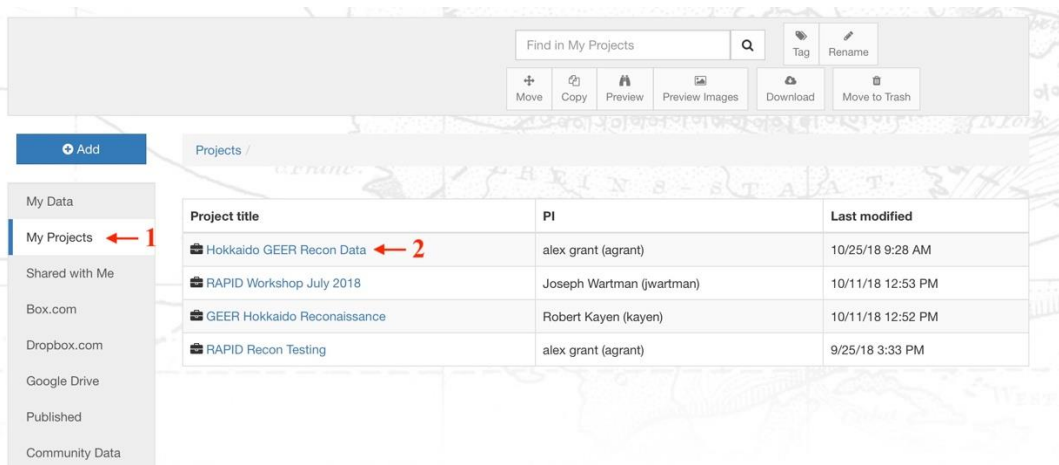 Find in My Projects
Tag
Rename
Move
Copy
Preview
Preview Images
Download
Move to Trash
Add
Projects /
My Data
My Projects
1
Shared with Me
Box.com
Dropbox.com
Google Drive
Published
Community Data
Project title PI Last modified
Hokkaido GEER Recon Data 2 alex grant (agrant) 10/25/18 9:28 AM
RAPID Workshop July 2018 Joseph Wartman (jwartman) 10/11/18 12:53 PM
GEER Hokkaido Reconaissance Robert Kayen (kayen) 10/11/18 12:52 PM
RAPID Recon Testing alex grant (agrant) 9/25/18 3:33 PM